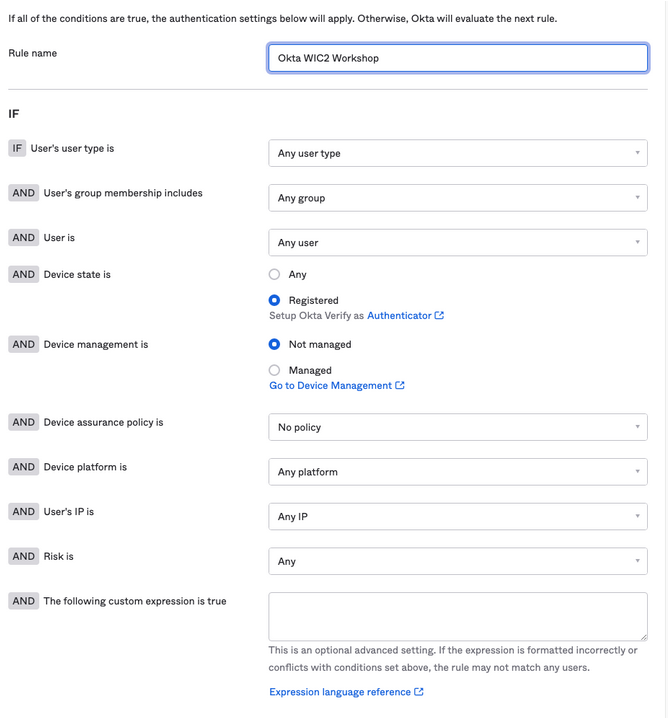 If all of the conditions are true, the authentication settings below will apply. Otherwise, Okta will evaluate the next rule.
Rule name
Okta WIC2 Workshop
IF
IF User's user type is
Any user type
AND User's group membership includes
Any group
AND User is
Any user
AND Device state is
Any
Registered
Setup Okta Verify as Authenticator
AND Device management is
Not managed
Managed
Go to Device Management
AND Device assurance policy is
No policy
AND Device platform is
Any platform
AND User's IP is
Any IP
AND Risk is
Any
AND The following custom expression is true
This is an optional advanced setting. If the expression is formatted incorrectly or
conflicts with conditions set above, the rule may not match any users.
Expression language reference